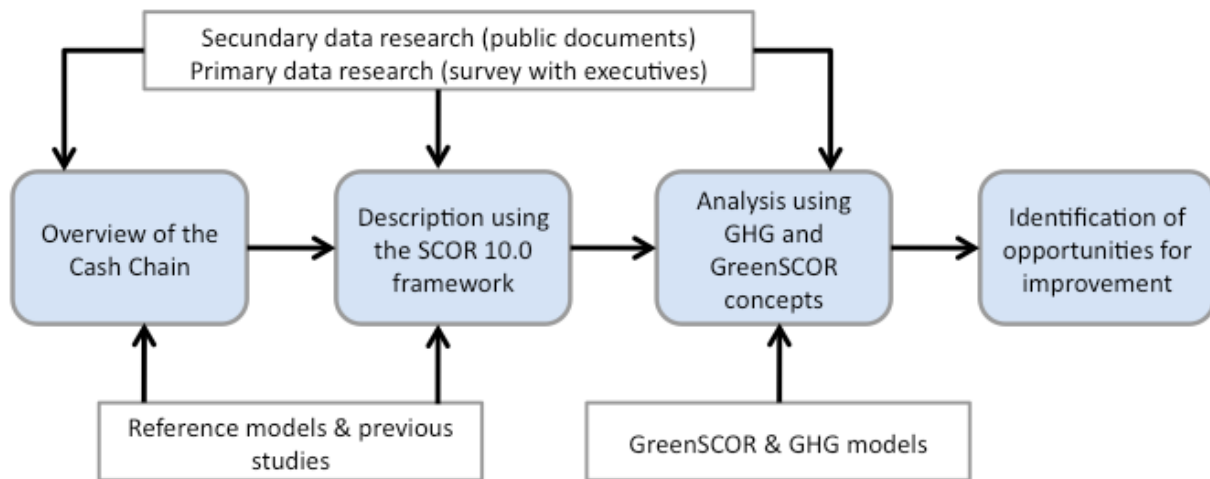 Secundary data research (public documents)
Primary data research (survey with executives)
Overview of the
Cash Chain
Description using
the SCOR 10.0
framework
Analysis using
GHG and
GreenSCOR
concepts
Identification of
opportunities for
improvement
Reference models & previous
studies
GreenSCOR & GHG models